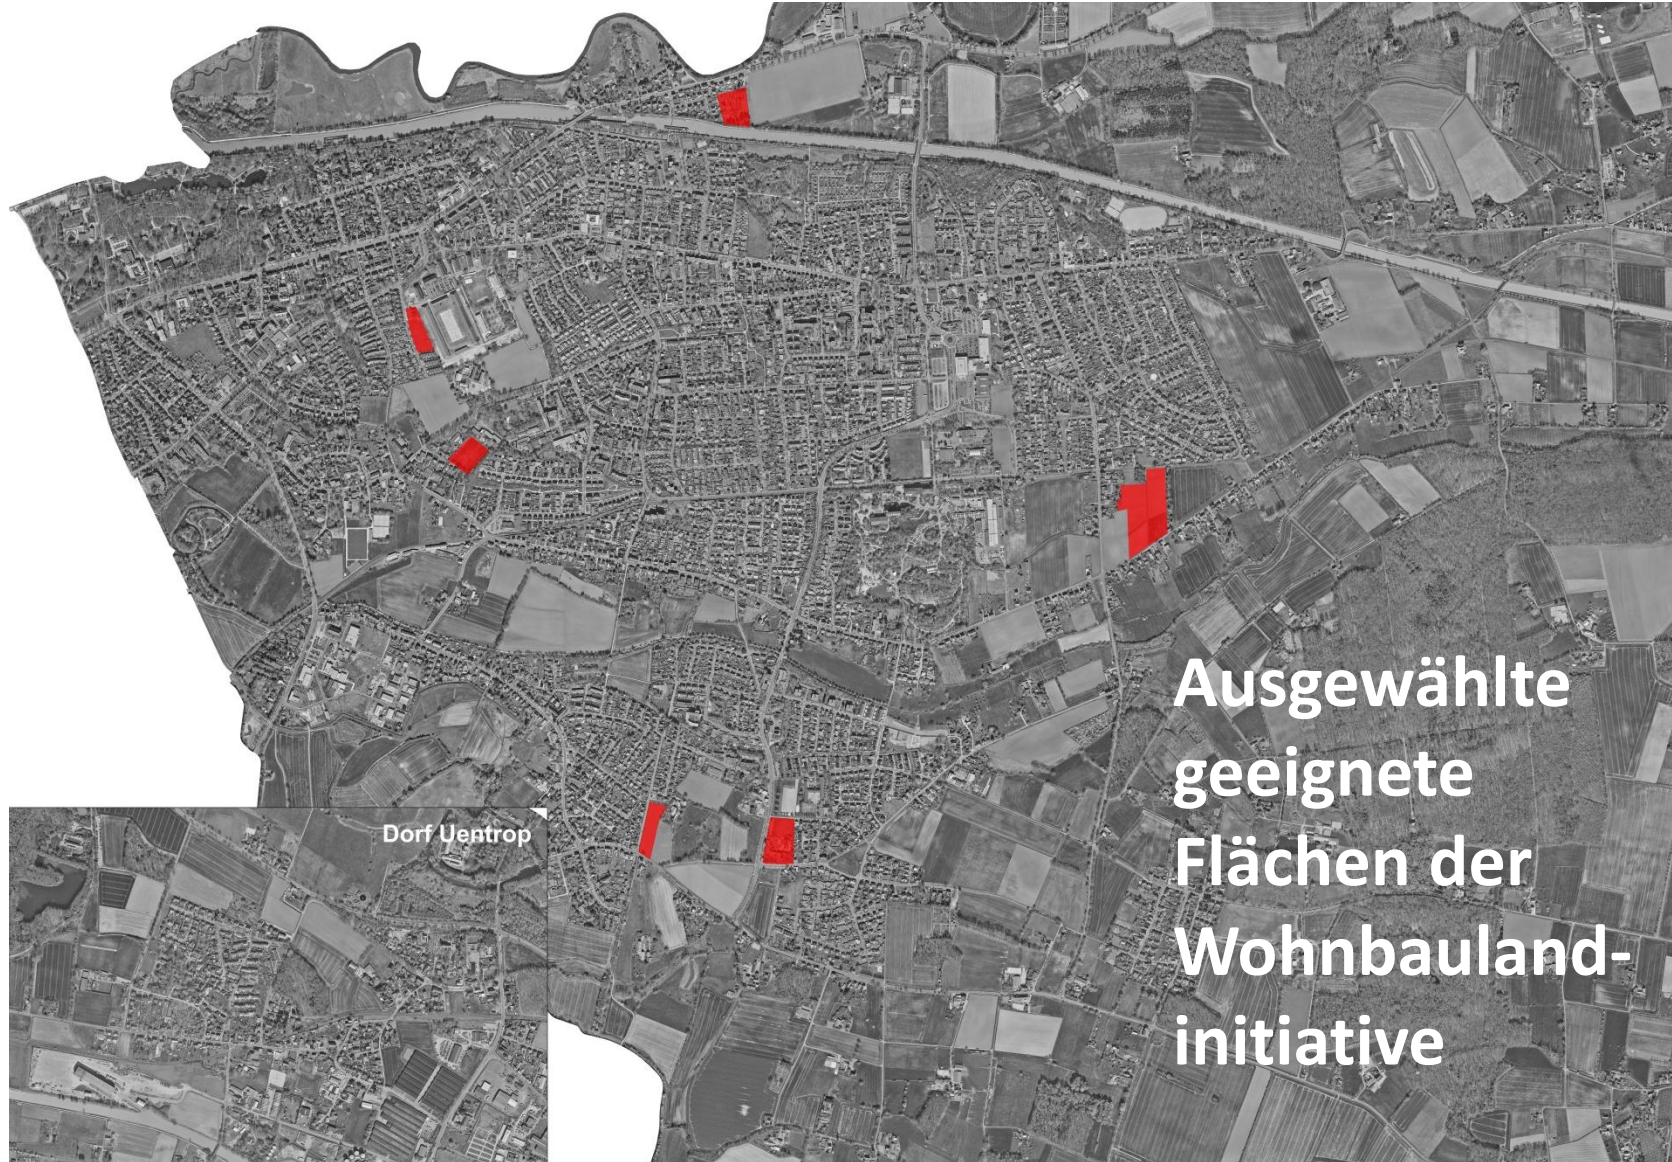 Dorf Uentrop
Ausgewählte
geeignete
Flächen der
Wohnbauland-
initiative